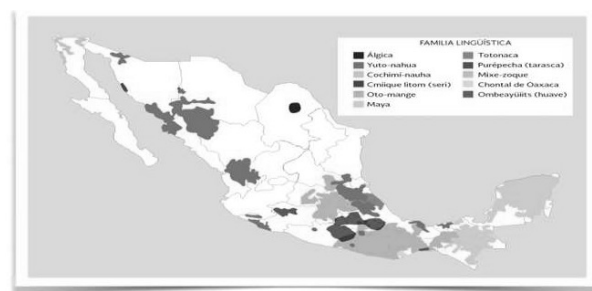 FAMILIA LINGÜÍSTICA
Álgica
Yuto-nahua
Cochimí-nauha
Cmiique iitom (seri)
Oto-mange
Maya
Totonaca
Purépecha (tarasca)
Mixe-zoque
Chontal de Oaxaca
Ombeayüiits (huave)